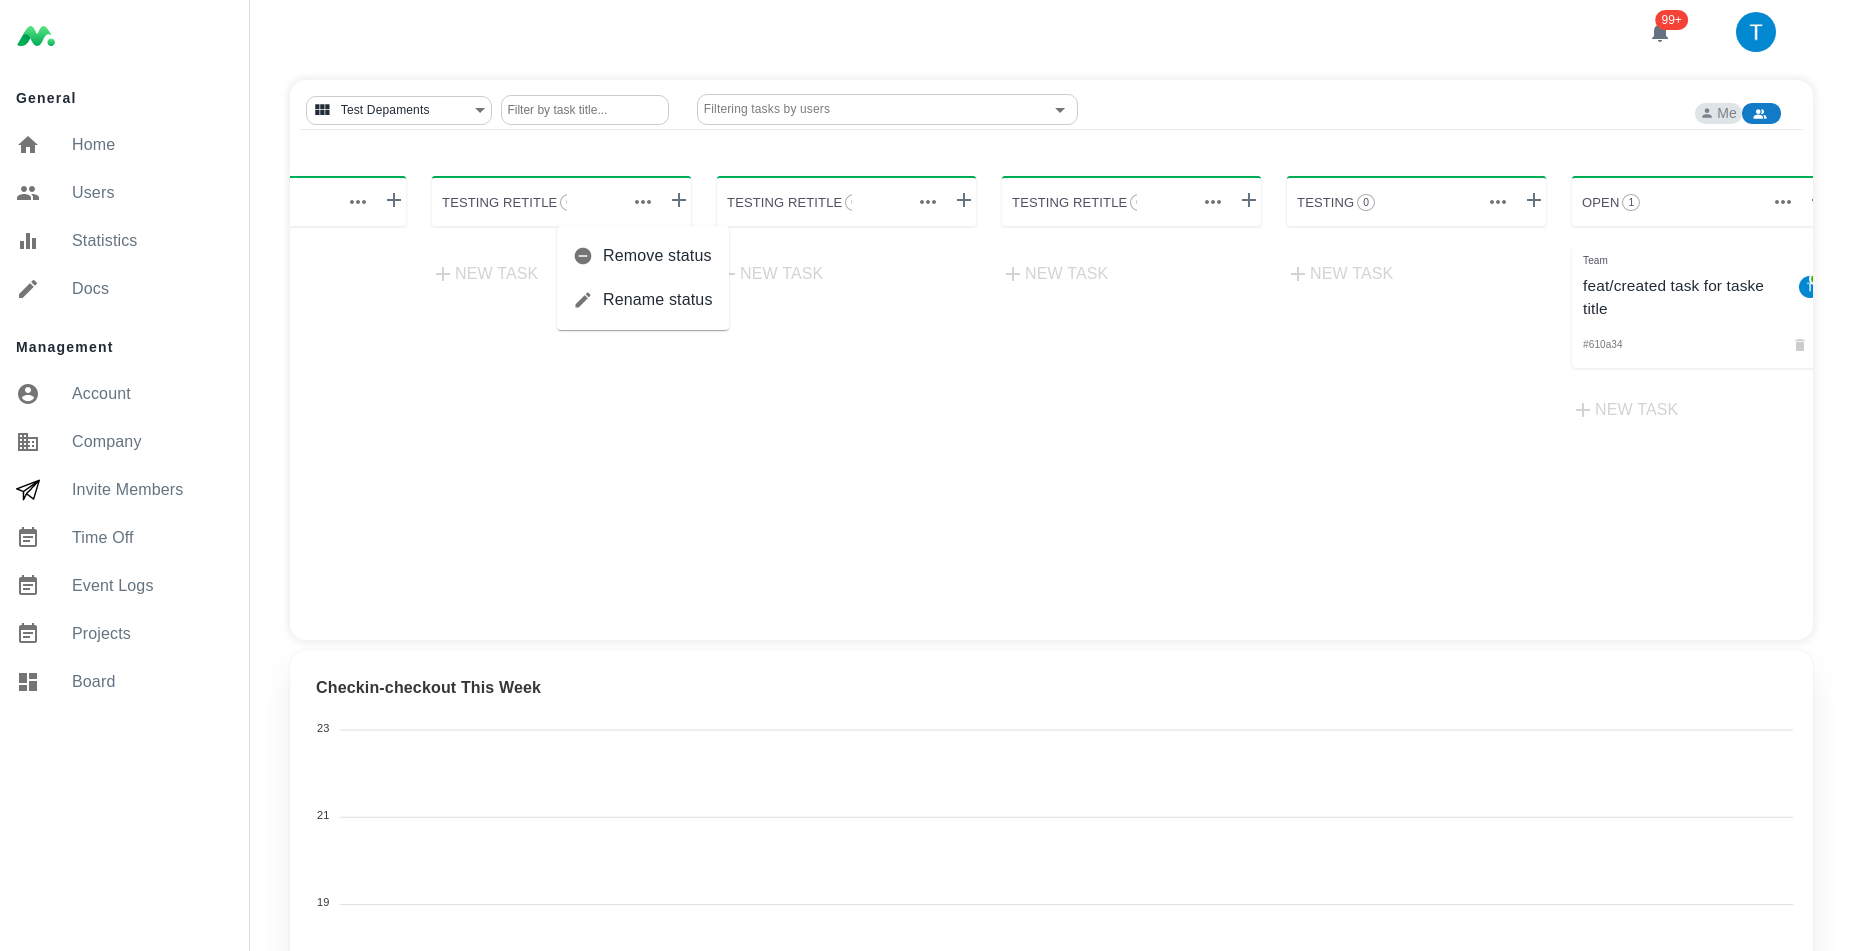 99+
T
General
Home
Users
Statistics
Docs
Management
Account
Company
Invite Members
Time Off
Event Logs
Projects
Board
Test Depaments
Filter by task title...
Filtering tasks by users
Me
TESTING RETITLE
TESTING RETITLE
TESTING RETITLE
TESTING 0
OPEN 1
Remove status
Rename status
NEW TASK
NEW TASK
NEW TASK
NEW TASK
Team
feat/created task for taske
title
#610a34
NEW TASK
Checkin-checkout This Week
23
21
19